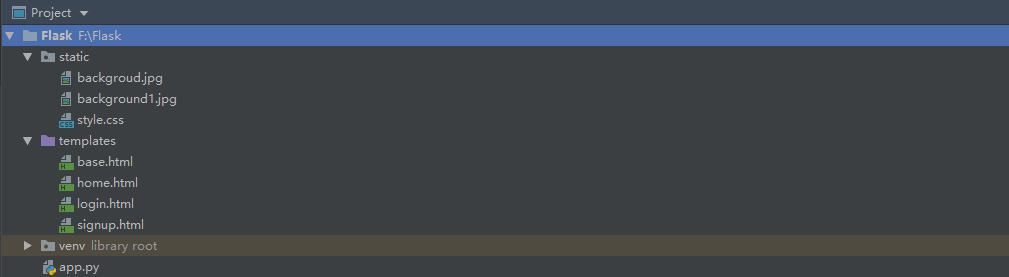 Project
Flask F:\Flask
static
backgroud.jpg
background1.jpg
style.css
templates
base.html
home.html
login.html
signup.html
venv library root
app.py